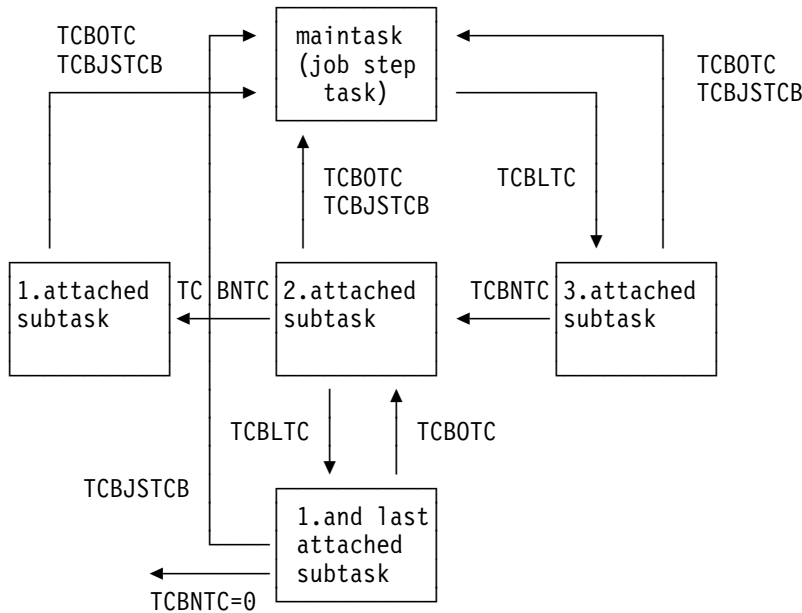 TCBOTC
TCBJSTCB
maintask
(job step
task)
TCBOTC
TCBJSTCB
TCBOTC
TCBJSTCB
TCBLTC
1.attached
subtask
TC BNTC
2.attached
subtask
TCBNTC
3.attached
subtask
TCBLTC
TCBOTC
TCBJSTCB
1.and last
attached
subtask
TCBNTC=0